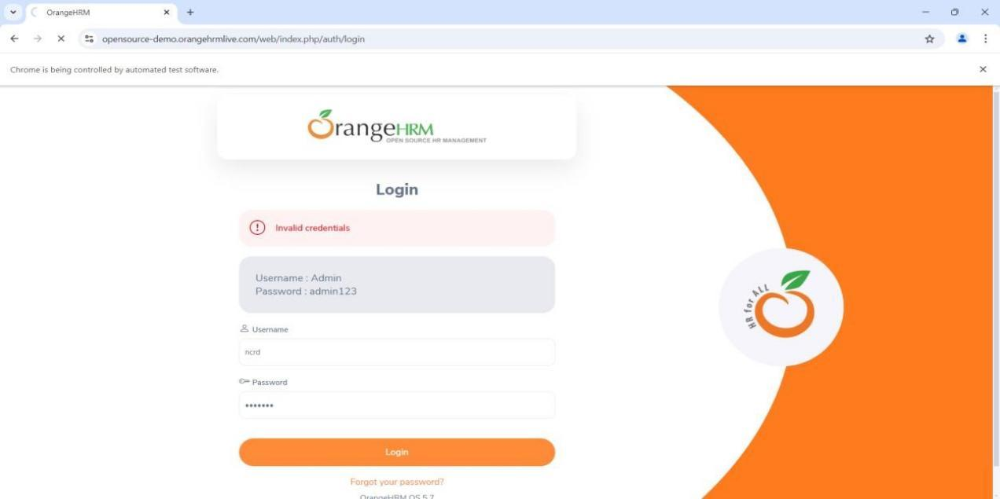 OrangeHRM
opensource-demo.orangehrmlive.com/web/index.php/auth/login
Chrome is being controlled by automated test software.
OrangeHRM
OPEN SOURCE HR MANAGEMENT
Login
Invalid credentials
Username : Admin
Password : admin123
Username
ncrd
Password
•••••••
Login
Forgot your password?
OrangeHRM OS 5.7
HR for ALL